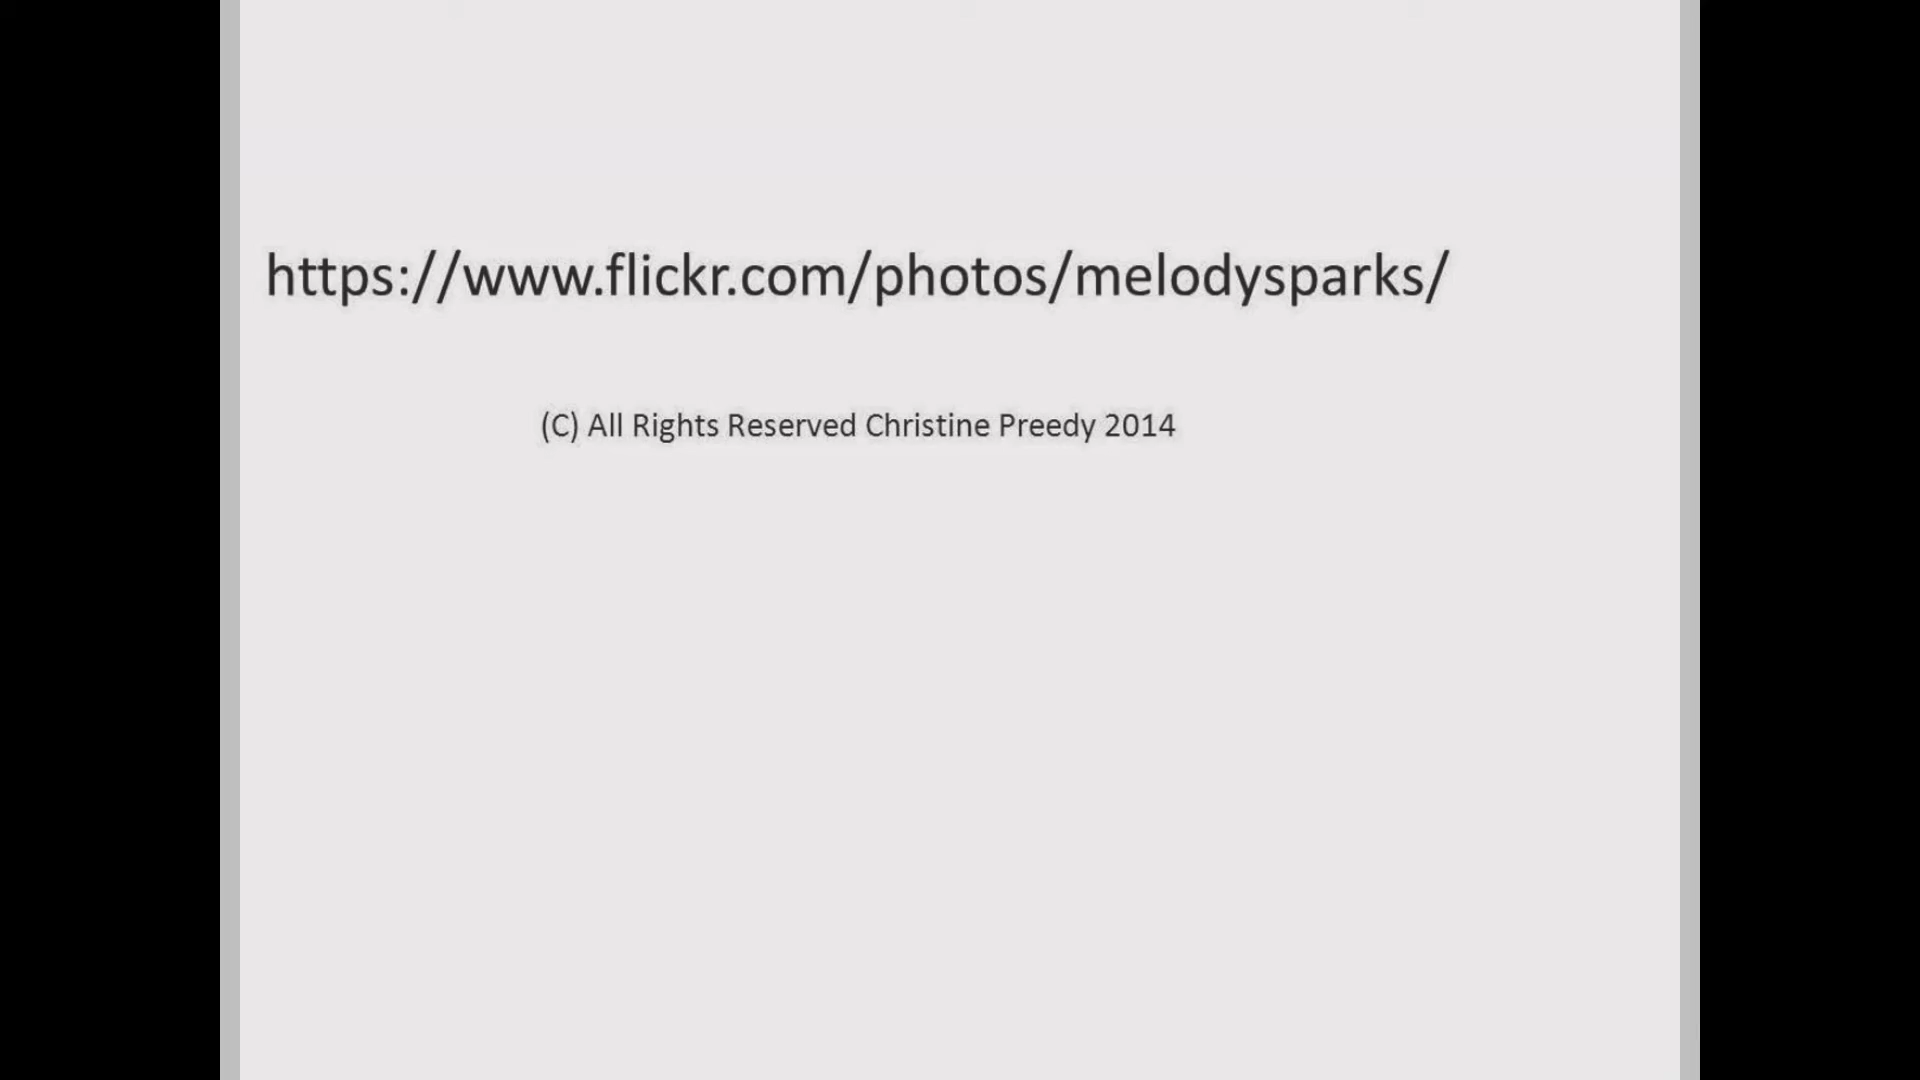 https://www.flickr.com/photos/melodysparks/
(C) All Rights Reserved Christine Preedy 2014